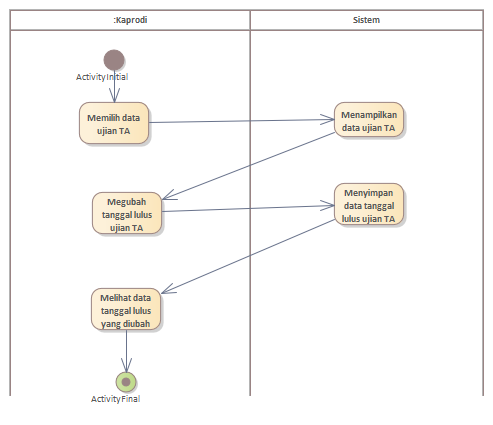 :Kaprodi
Sistem
ActivityInitial
Memilih data
ujian TA
Menampilkan
data ujian TA
Megubah
tanggal lulus
ujian TA
Menyimpan
data tanggal
lulus ujian TA
Melihat data
tanggal lulus
yang diubah
ActivityFinal